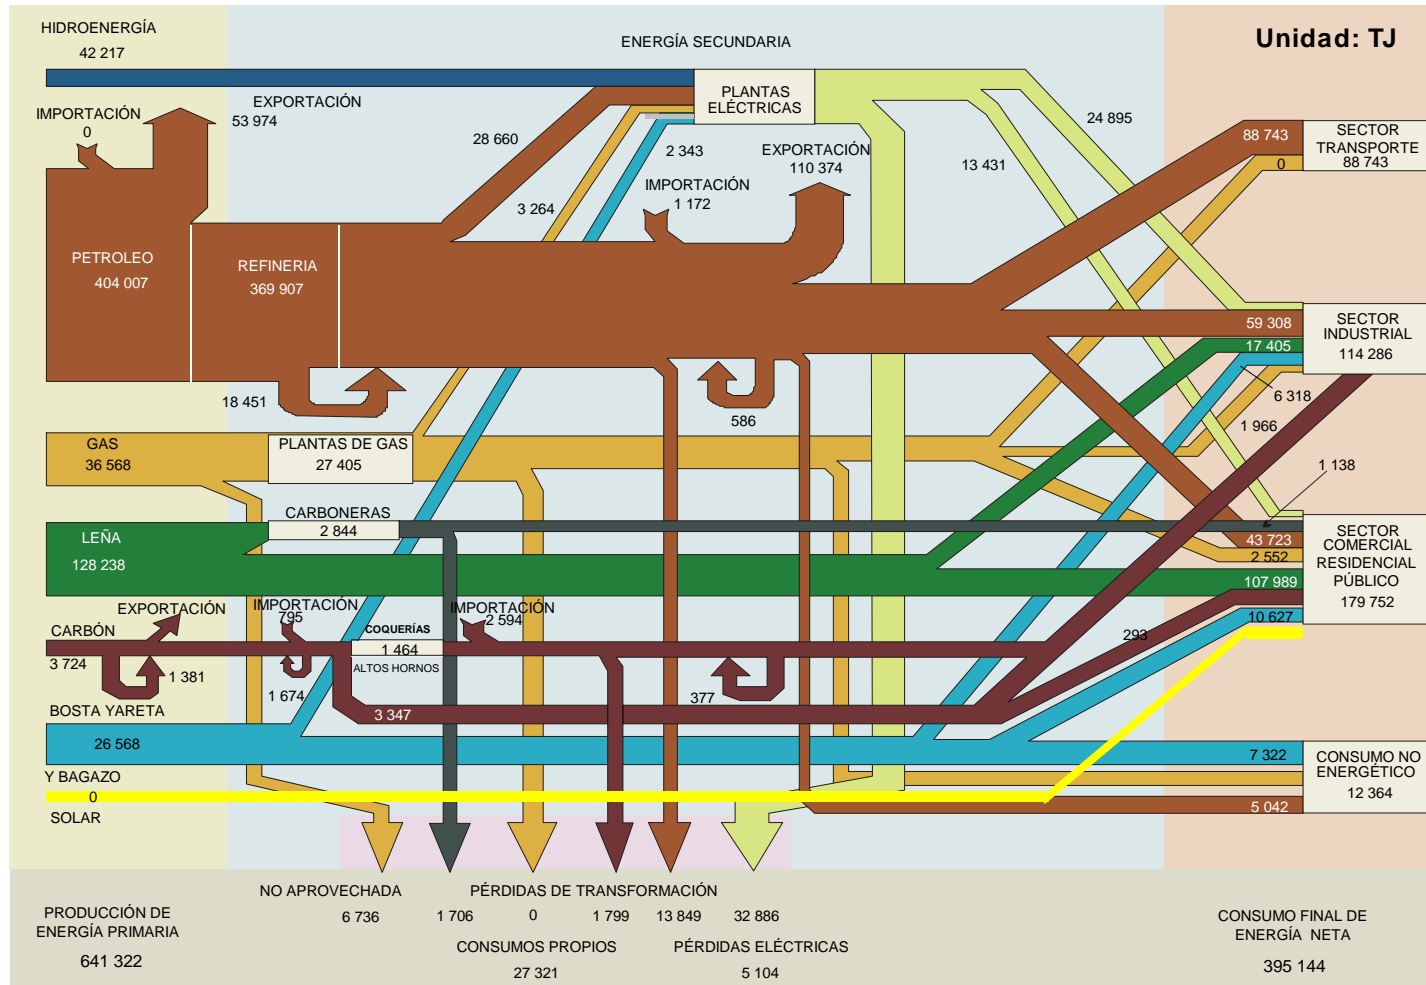 HIDROENERGÍA
42 217
ENERGÍA SECUNDARIA
Unidad: TJ
IMPORTACIÓN
0
EXPORTACIÓN
53 974
PLANTAS
ELÉCTRICAS
28 660
2 343
3 264
EXPORTACIÓN
110 374
IMPORTACIÓN
1 172
24 895
13 431
88 743
0
SECTOR
TRANSPORTE
88 743
PETROLEO
404 007
REFINERIA
369 907
59 308
17 405
SECTOR
INDUSTRIAL
114 286
18 451
586
6 318
1 966
GAS
36 568
PLANTAS DE GAS
27 405
1 138
CARBONERAS
2 844
LEÑA
128 238
43 723
2 552
107 989
10 627
SECTOR
COMERCIAL
RESIDENCIAL
PÚBLICO
179 752
EXPORTACIÓN
IMPORTACIÓN
795
IMPORTACIÓN
2 594
CARBÓN
3 724
1 381
1 674
COQUERÍAS
1 464
ALTOS HORNOS
293
377
3 347
BOSTA YARETA
26 568
Y BAGAZO
0
SOLAR
7 322
5 042
CONSUMO NO
ENERGÉTICO
12 364
NO APROVECHADA
6 736
PÉRDIDAS DE TRANSFORMACIÓN
1 706
0
1 799
13 849
32 886
CONSUMOS PROPIOS
27 321
PÉRDIDAS ELÉCTRICAS
5 104
PRODUCCIÓN DE
ENERGÍA PRIMARIA
641 322
CONSUMO FINAL DE
ENERGÍA NETA
395 144